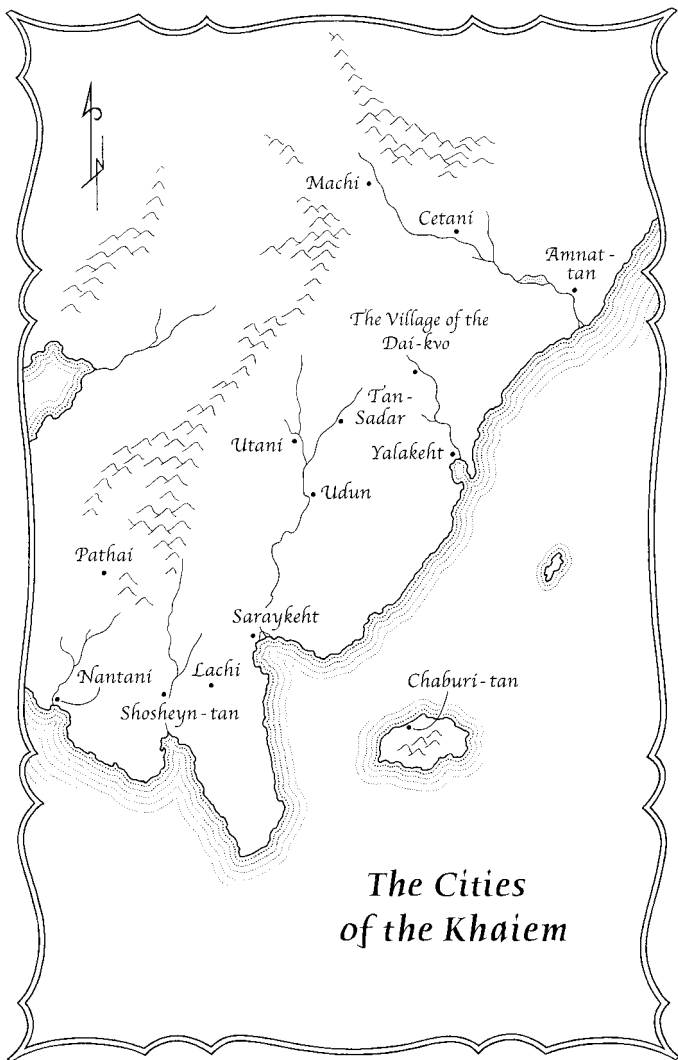 Machi
Cetani
Amnat-
tan
The Village of the
Dai-kvo
Tan-
Sadar
Utani
Yalakeht
Udun
Pathai
Saraykeht
Nantani
Lachi
Shosheyn-tan
Chaburi-tan
The Cities
of the Khaiem